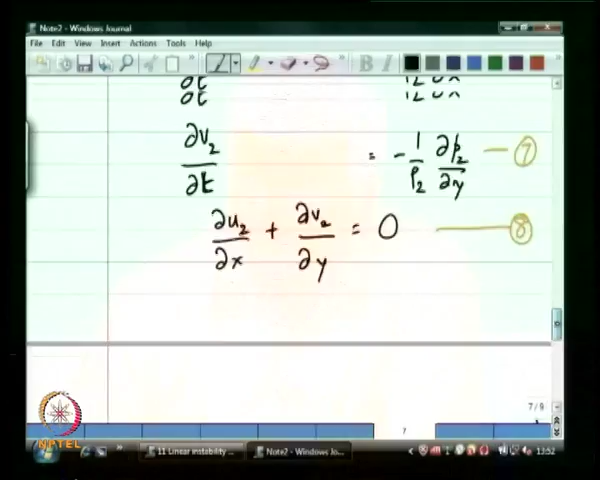 Note2 - Windows Journal
File Edit View Insert Actions Tools Help
B I
∂t
∂v₂/∂t = -1/ρ₂ ∂p₂/∂y — ⑦
∂u₂/∂x + ∂v₂/∂y = 0 — ⑧
7 / 9
NPTEL
7
11 Linear instability
Note2 - Windows Jo...
13:52